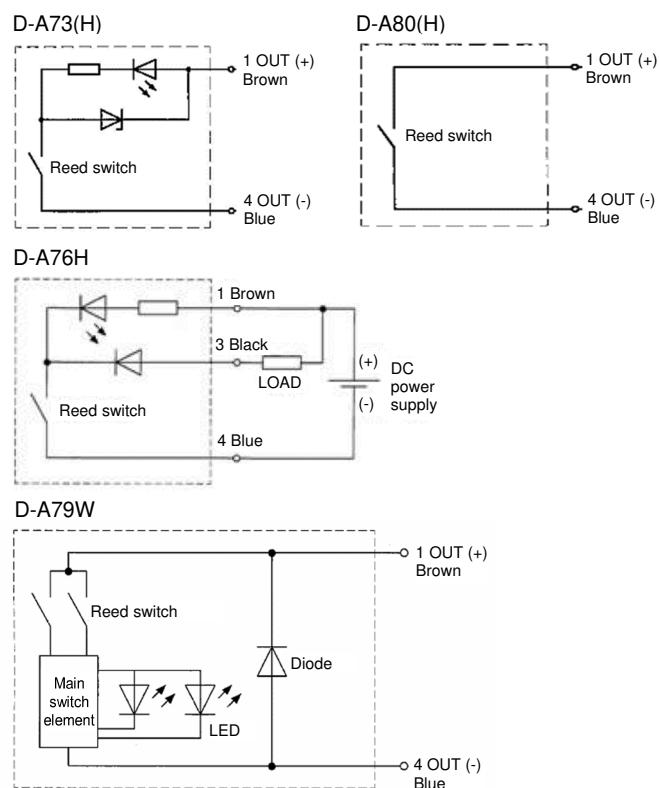 D-A73(H)
1 OUT (+)
Brown
Reed switch
4 OUT (-)
Blue
D-A80(H)
1 OUT (+)
Brown
Reed switch
4 OUT (-)
Blue
D-A76H
1 Brown
3 Black
LOAD
(+)
(-)
DC
power
supply
Reed switch
4 Blue
D-A79W
1 OUT (+)
Brown
Reed switch
Main
switch
element
LED
Diode
4 OUT (-)
Blue